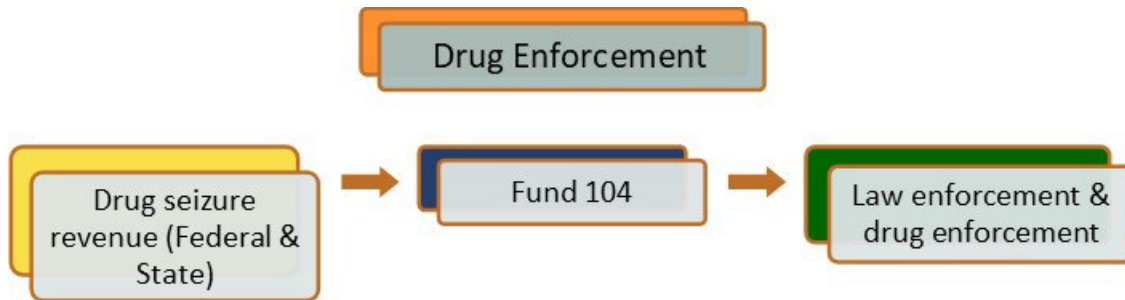 Drug Enforcement
Drug seizure
revenue (Federal &
State)
Fund 104
Law enforcement &
drug enforcement